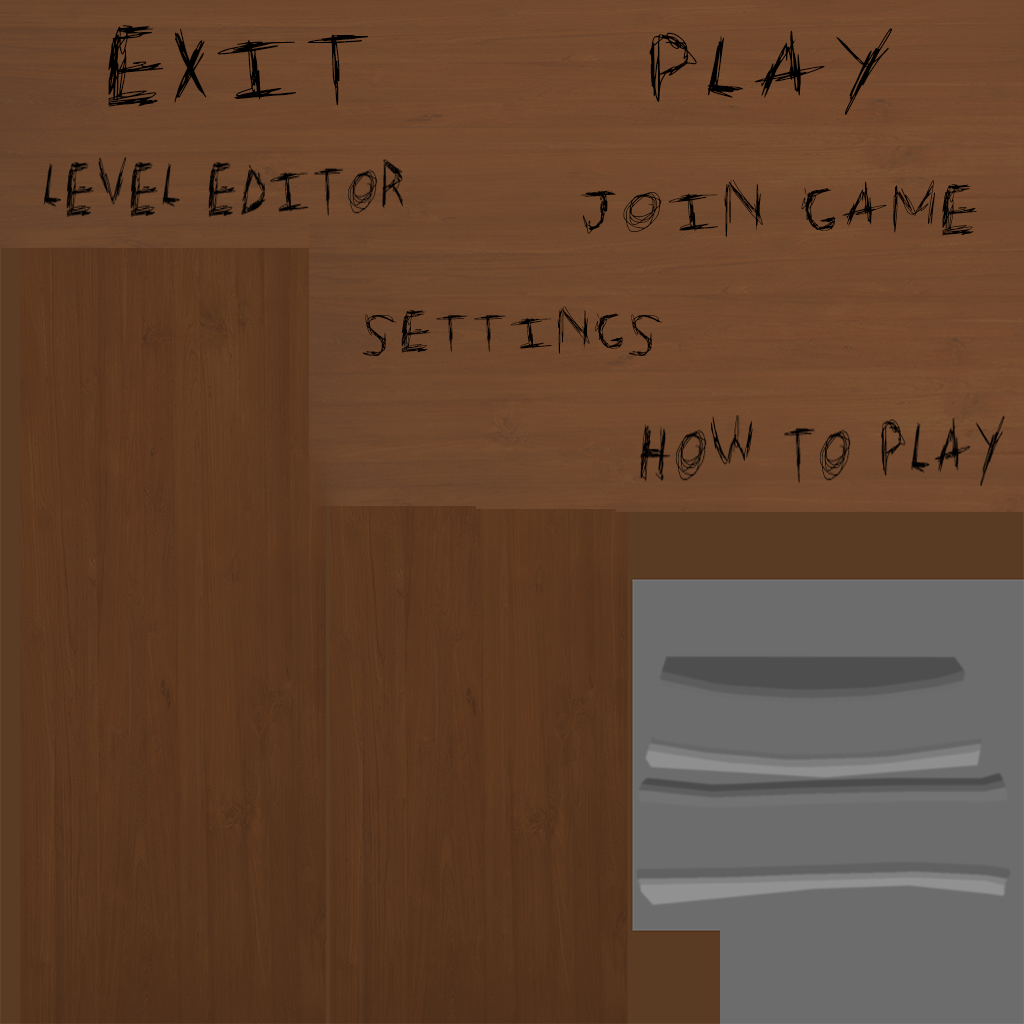 EXIT
PLAY
LEVEL EDITOR
JOIN GAME
SETTINGS
HOW TO PLAY